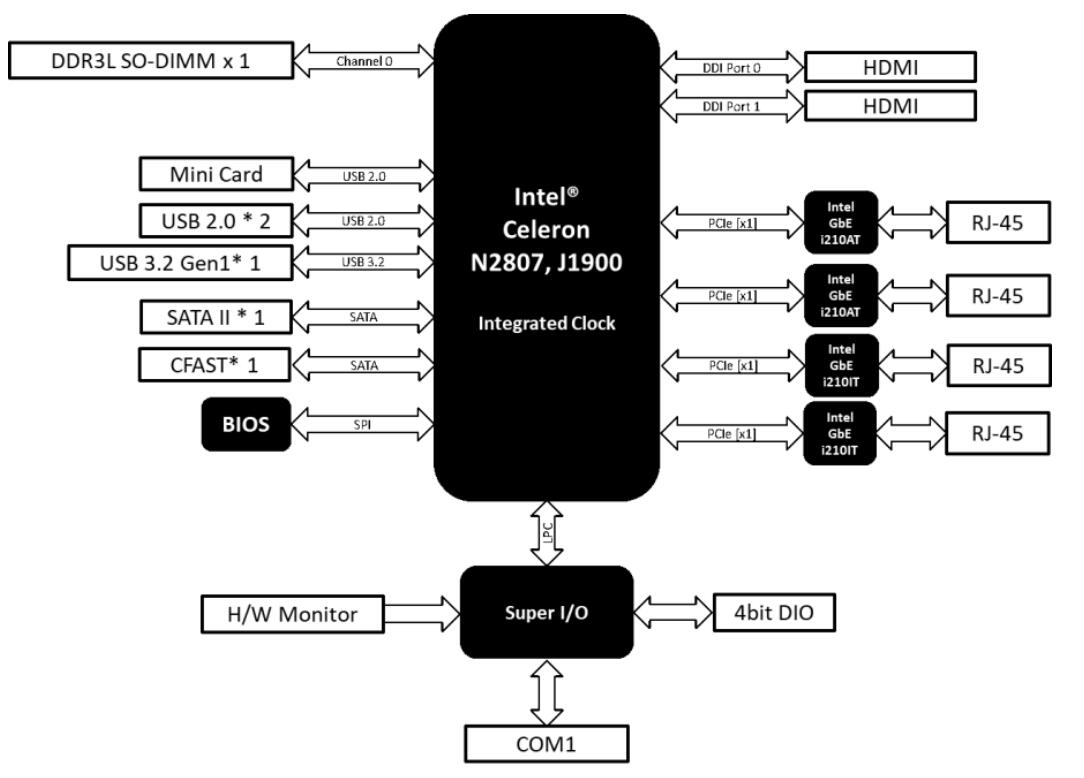 DDR3L SO-DIMM x 1
Channel 0
Mini Card
USB 2.0
USB 2.0 * 2
USB 2.0
USB 3.2 Gen1* 1
USB 3.2
SATA II * 1
SATA
CFAST* 1
SATA
BIOS
SPI
Intel®
Celeron
N2807, J1900
Integrated Clock
DDI Port 0
HDMI
DDI Port 1
HDMI
PCIe [x1]
Intel
GbE
i210AT
RJ-45
PCIe [x1]
Intel
GbE
i210AT
RJ-45
PCIe [x1]
Intel
GbE
i210IT
RJ-45
PCIe [x1]
Intel
GbE
i210IT
RJ-45
LPC
H/W Monitor
Super I/O
4bit DIO
COM1